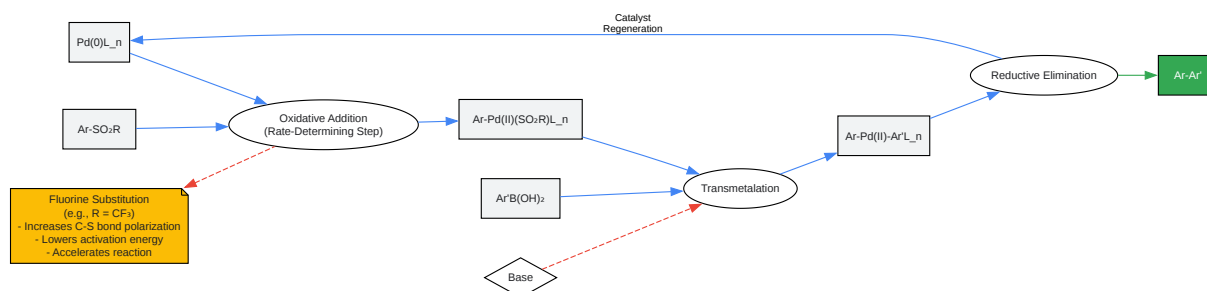 Catalyst
Regeneration
Pd(0)L_n
Reductive Elimination
Ar-Ar'
Ar-SO₂R
Oxidative Addition
(Rate-Determining Step)
Ar-Pd(II)(SO₂R)L_n
Ar-Pd(II)-Ar'L_n
Fluorine Substitution
(e.g., R = CF₃)
- Increases C-S bond polarization
- Lowers activation energy
- Accelerates reaction
Ar'B(OH)₂
Transmetalation
Base